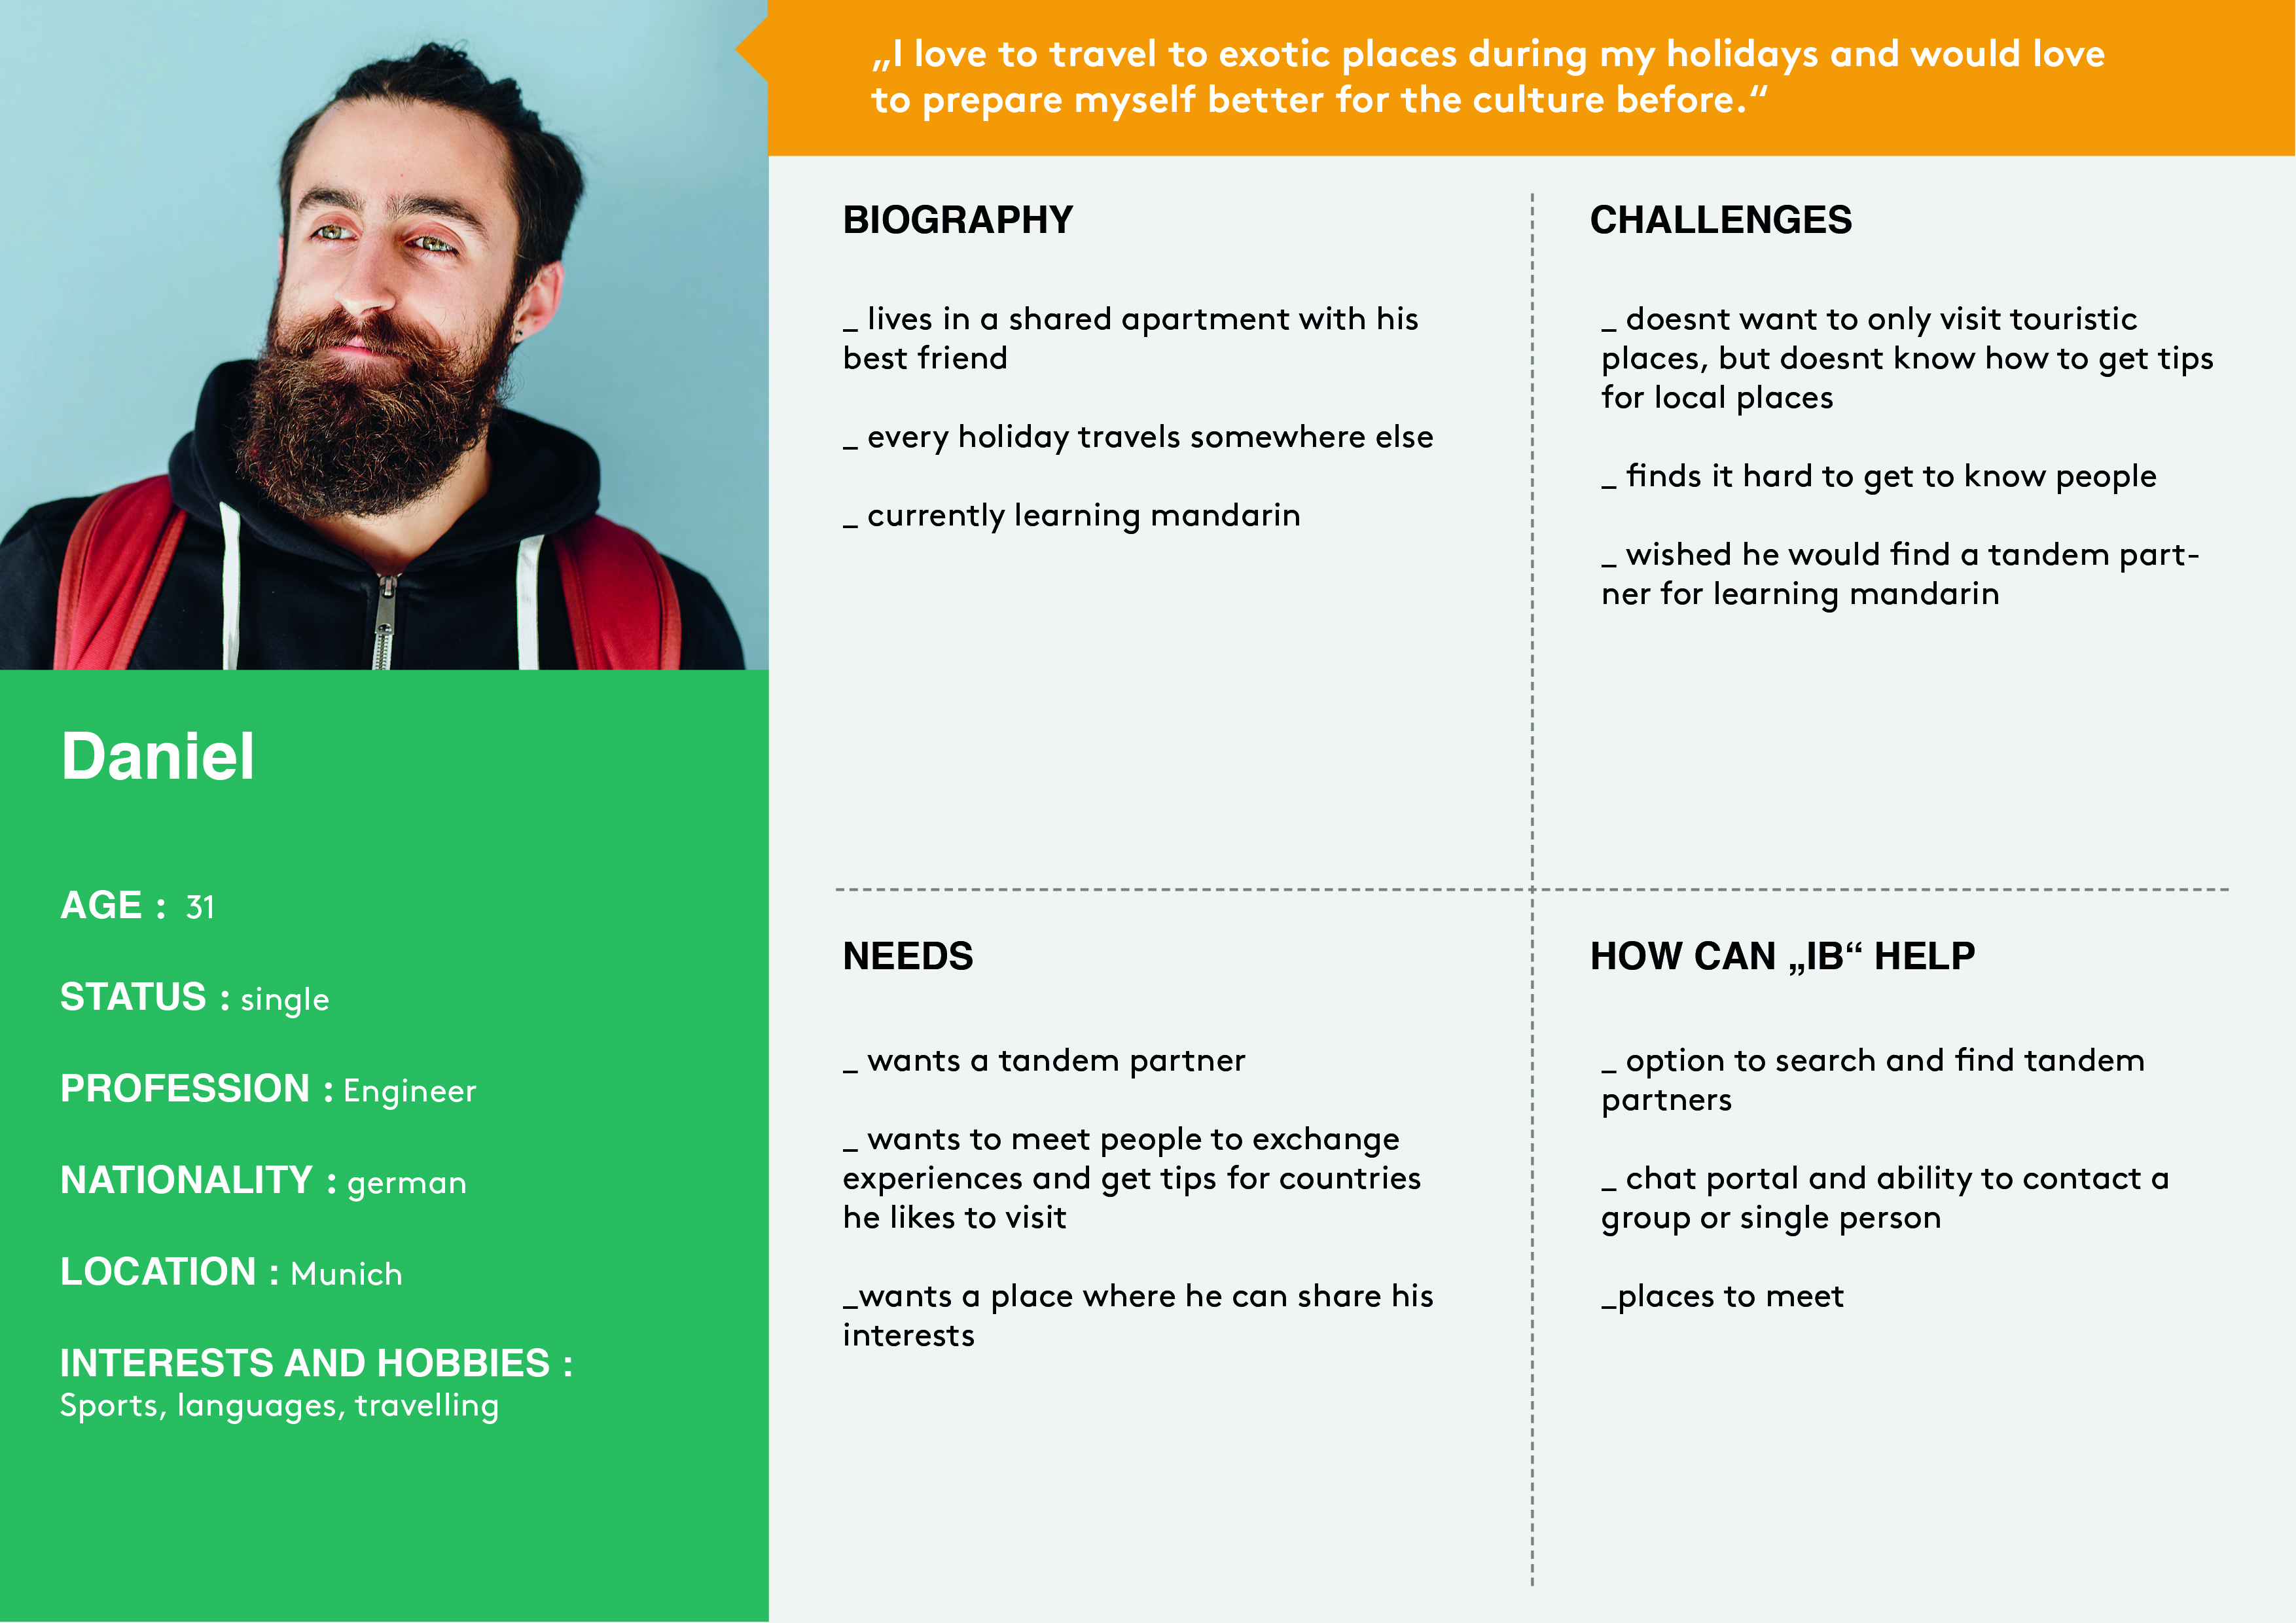 „I love to travel to exotic places during my holidays and would love
to prepare myself better for the culture before.“
Daniel
AGE : 31
STATUS : single
PROFESSION : Engineer
NATIONALITY : german
LOCATION : Munich
INTERESTS AND HOBBIES :
Sports, languages, travelling
BIOGRAPHY
_ lives in a shared apartment with his
best friend
_ every holiday travels somewhere else
_ currently learning mandarin
CHALLENGES
_ doesnt want to only visit touristic
places, but doesnt know how to get tips
for local places
_ finds it hard to get to know people
_ wished he would find a tandem part-
ner for learning mandarin
NEEDS
_ wants a tandem partner
_ wants to meet people to exchange
experiences and get tips for countries
he likes to visit
_wants a place where he can share his
interests
HOW CAN „IB“ HELP
_ option to search and find tandem
partners
_ chat portal and ability to contact a
group or single person
_places to meet